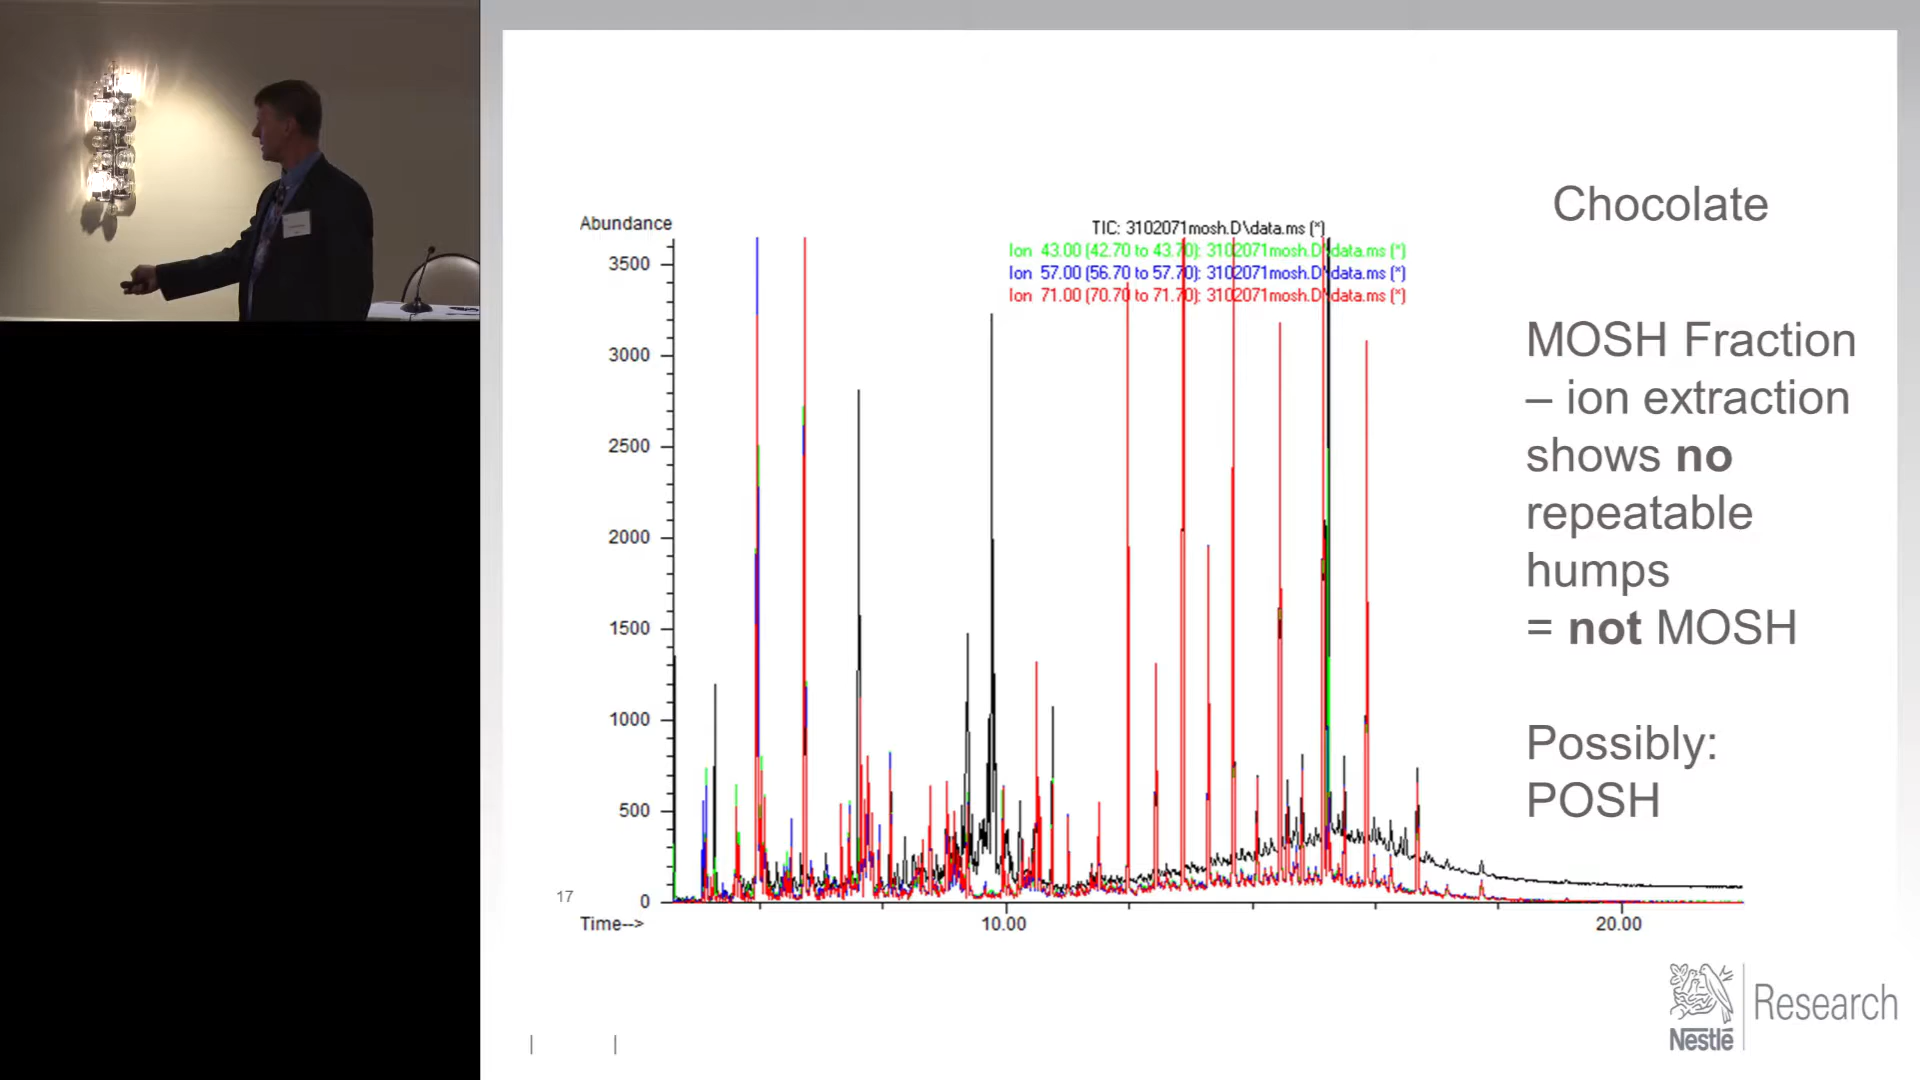 Chocolate
MOSH Fraction
– ion extraction
shows no
repeatable
humps
= not MOSH
Possibly:
POSH
Abundance
TIC: 3102071mosh.D\data.ms (*)
Ion 43.00 (42.70 to 43.70): 3102071mosh.D\data.ms (*)
Ion 57.00 (56.70 to 57.70): 3102071mosh.D\data.ms (*)
Ion 71.00 (70.70 to 71.70): 3102071mosh.D\data.ms (*)
3500
3000
2500
2000
1500
1000
500
0
Time-->
10.00
20.00
17
Nestlé
Research